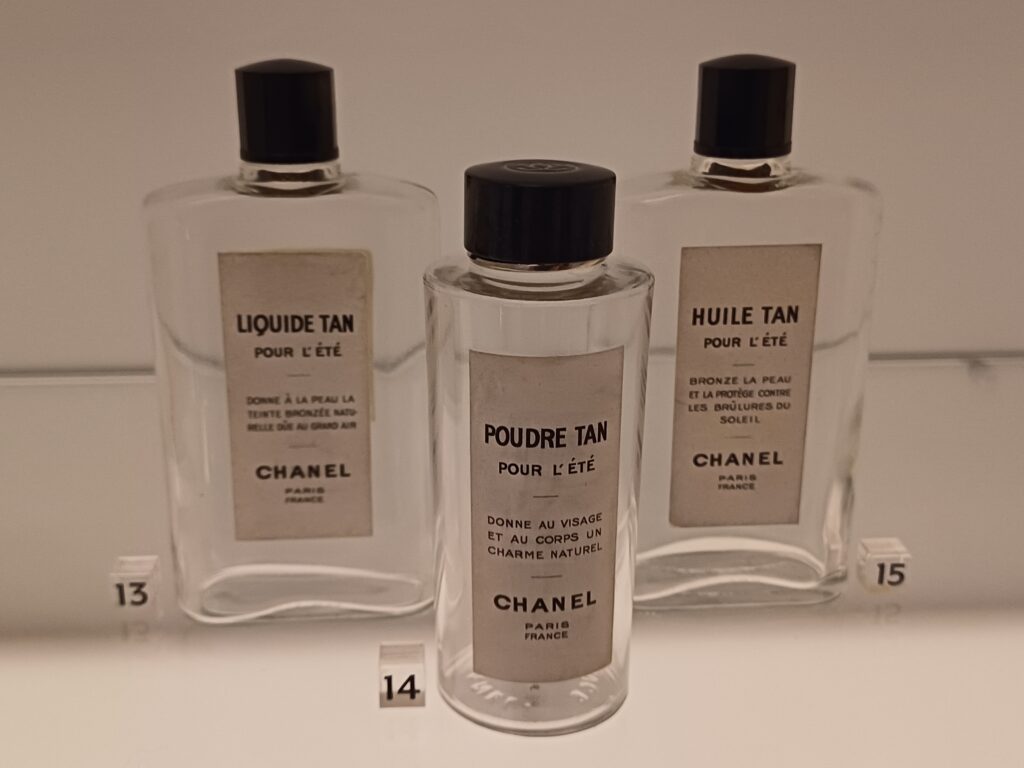 LIQUIDE TAN
POUR L'ÉTÉ
DONNE À LA PEAU LA
TEINTE BRONZÉE NATU-
RELLE DÛE AU GRAND AIR
CHANEL
PARIS
FRANCE
13
POUDRE TAN
POUR L'ÉTÉ
DONNE AU VISAGE
ET AU CORPS UN
CHARME NATUREL
CHANEL
PARIS
FRANCE
14
HUILE TAN
POUR L'ÉTÉ
BRONZE LA PEAU
ET LA PROTÈGE CONTRE
LES BRÛLURES DU
SOLEIL
CHANEL
PARIS
FRANCE
15